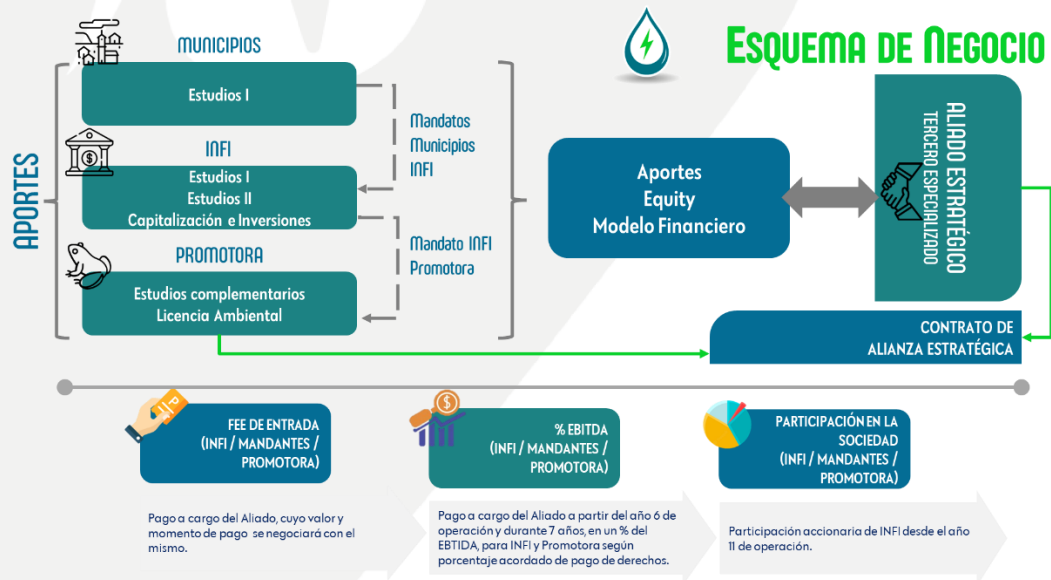 ESQUEMA DE NEGOCIO
APORTES
MUNICIPIOS
Estudios I
INFI
Estudios I
Estudios II
Capitalización e Inversiones
PROMOTORA
Estudios complementarios
Licencia Ambiental
Mandatos
Municipios
INFI
Mandato INFI
Promotora
Aportes
Equity
Modelo Financiero
ALIADO ESTRATÉGICO
TERCERO ESPECIALIZADO
CONTRATO DE
ALIANZA ESTRATÉGICA
FEE DE ENTRADA
(INFI / MANDANTES /
PROMOTORA)
Pago a cargo del Aliado, cuyo valor y
momento de pago se negociará con el
mismo.
% EBITDA
(INFI / MANDANTES /
PROMOTORA)
Pago a cargo del Aliado a partir del año 6 de
operación y durante 7 años, en un % del
EBTIDA, para INFI y Promotora según
porcentaje acordado de pago de derechos.
PARTICIPACIÓN EN LA
SOCIEDAD
(INFI / MANDANTES /
PROMOTORA)
Participación accionaria de INFI desde el año
11 de operación.